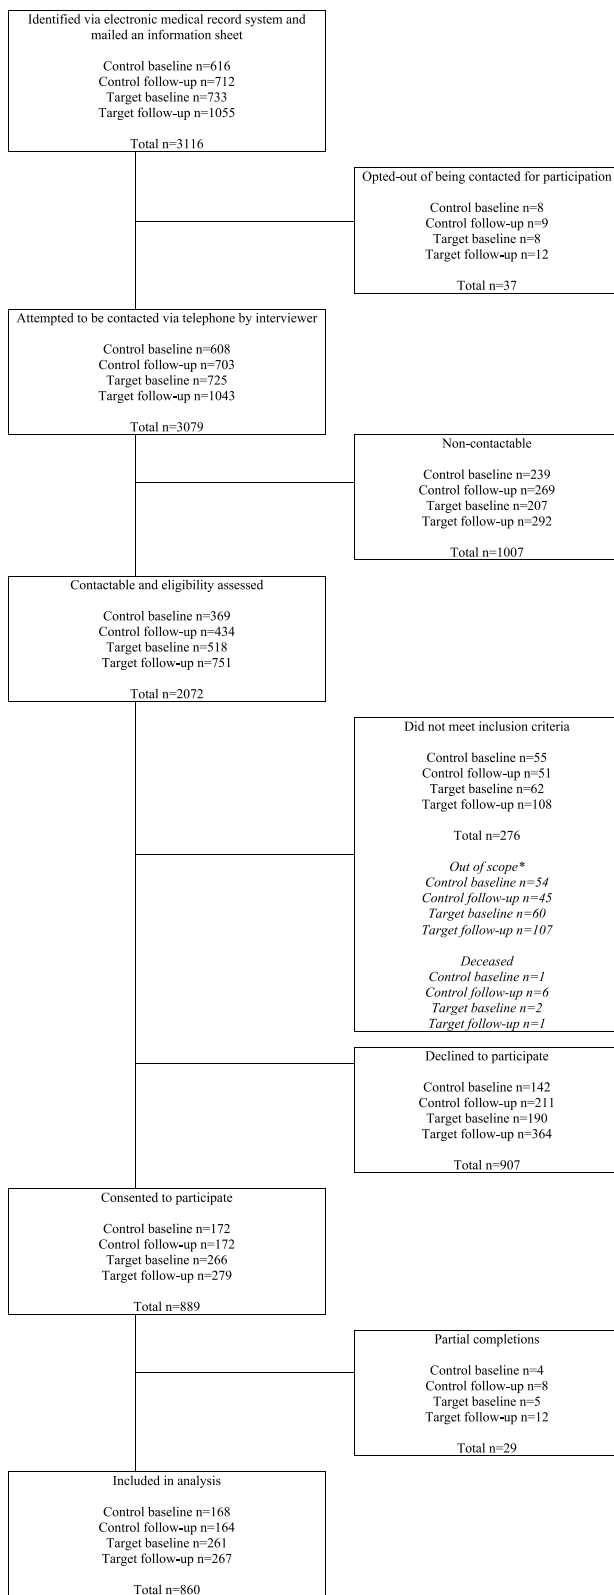 Identified via electronic medical record system and
mailed an information sheet
Control baseline n=616
Control follow-up n=712
Target baseline n=733
Target follow-up n=1055
Total n=3116
Opted-out of being contacted for participation
Control baseline n=8
Control follow-up n=9
Target baseline n=8
Target follow-up n=12
Total n=37
Attempted to be contacted via telephone by interviewer
Control baseline n=608
Control follow-up n=703
Target baseline n=725
Target follow-up n=1043
Total n=3079
Non-contactable
Control baseline n=239
Control follow-up n=269
Target baseline n=207
Target follow-up n=292
Total n=1007
Contactable and eligibility assessed
Control baseline n=369
Control follow-up n=434
Target baseline n=518
Target follow-up n=751
Total n=2072
Did not meet inclusion criteria
Control baseline n=55
Control follow-up n=51
Target baseline n=62
Target follow-up n=108
Total n=276
Out of scope*
Control baseline n=54
Control follow-up n=45
Target baseline n=60
Target follow-up n=107
Deceased
Control baseline n=1
Control follow-up n=6
Target baseline n=2
Target follow-up n=1
Declined to participate
Control baseline n=142
Control follow-up n=211
Target baseline n=190
Target follow-up n=364
Total n=907
Consented to participate
Control baseline n=172
Control follow-up n=172
Target baseline n=266
Target follow-up n=279
Total n=889
Partial completions
Control baseline n=4
Control follow-up n=8
Target baseline n=5
Target follow-up n=12
Total n=29
Included in analysis
Control baseline n=168
Control follow-up n=164
Target baseline n=261
Target follow-up n=267
Total n=860